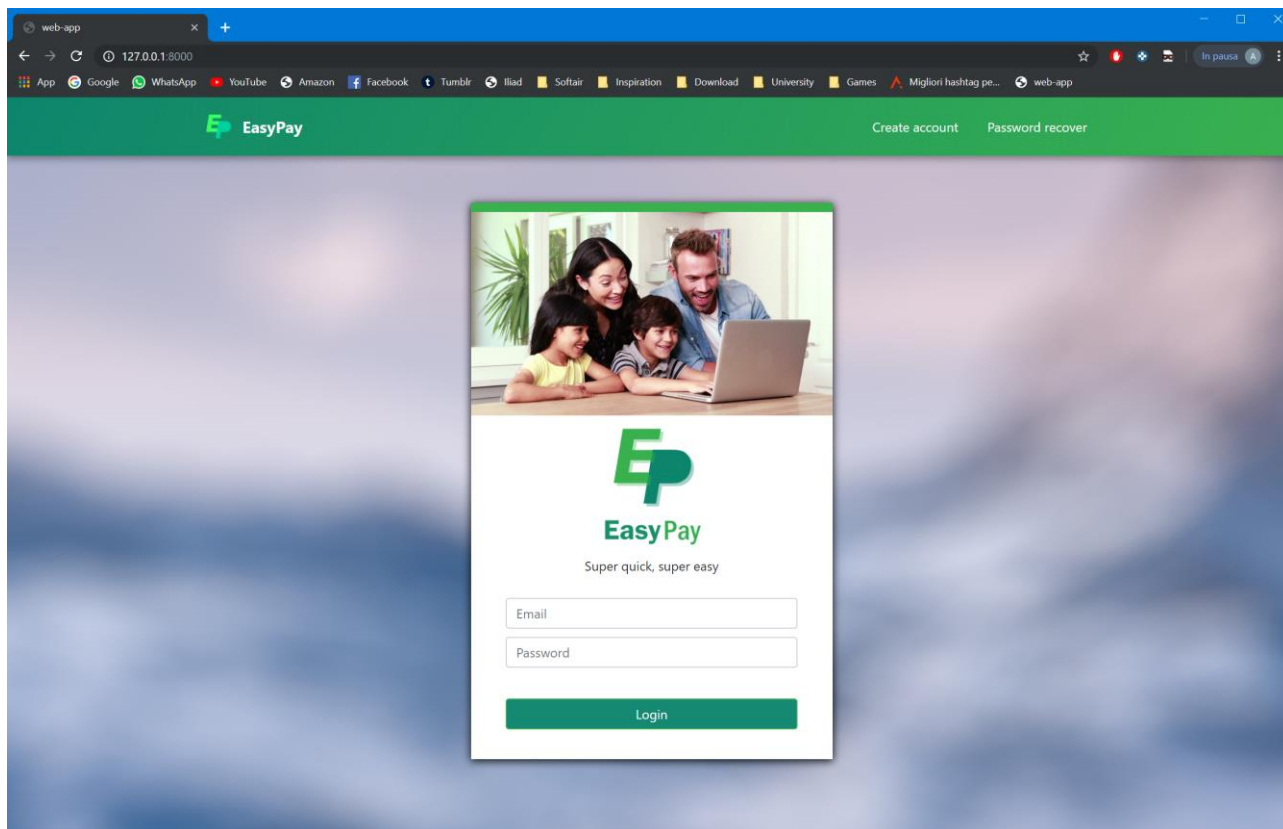 web-app
127.0.0.1:8000
In pausa A
App Google WhatsApp YouTube Amazon Facebook Tumblr Iliad Softair Inspiration Download University Games Migliori hashtag pe... web-app
EP EasyPay Create account Password recover
EP
EasyPay
Super quick, super easy
Email
Password
Login